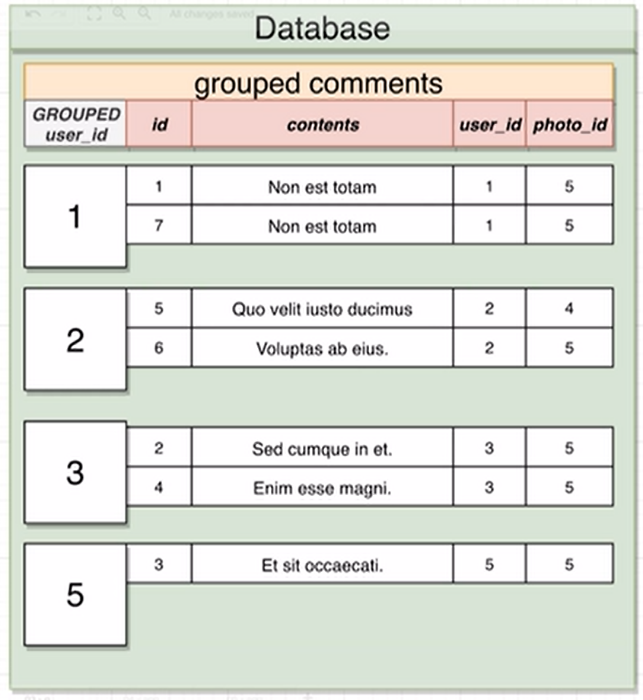 All changes saved
Database
grouped comments
GROUPED user_id id contents user_id photo_id
1
1 Non est totam 1 5
7 Non est totam 1 5
2
5 Quo velit iusto ducimus 2 4
6 Voluptas ab eius. 2 5
3
2 Sed cumque in et. 3 5
4 Enim esse magni. 3 5
5
3 Et sit occaecati. 5 5